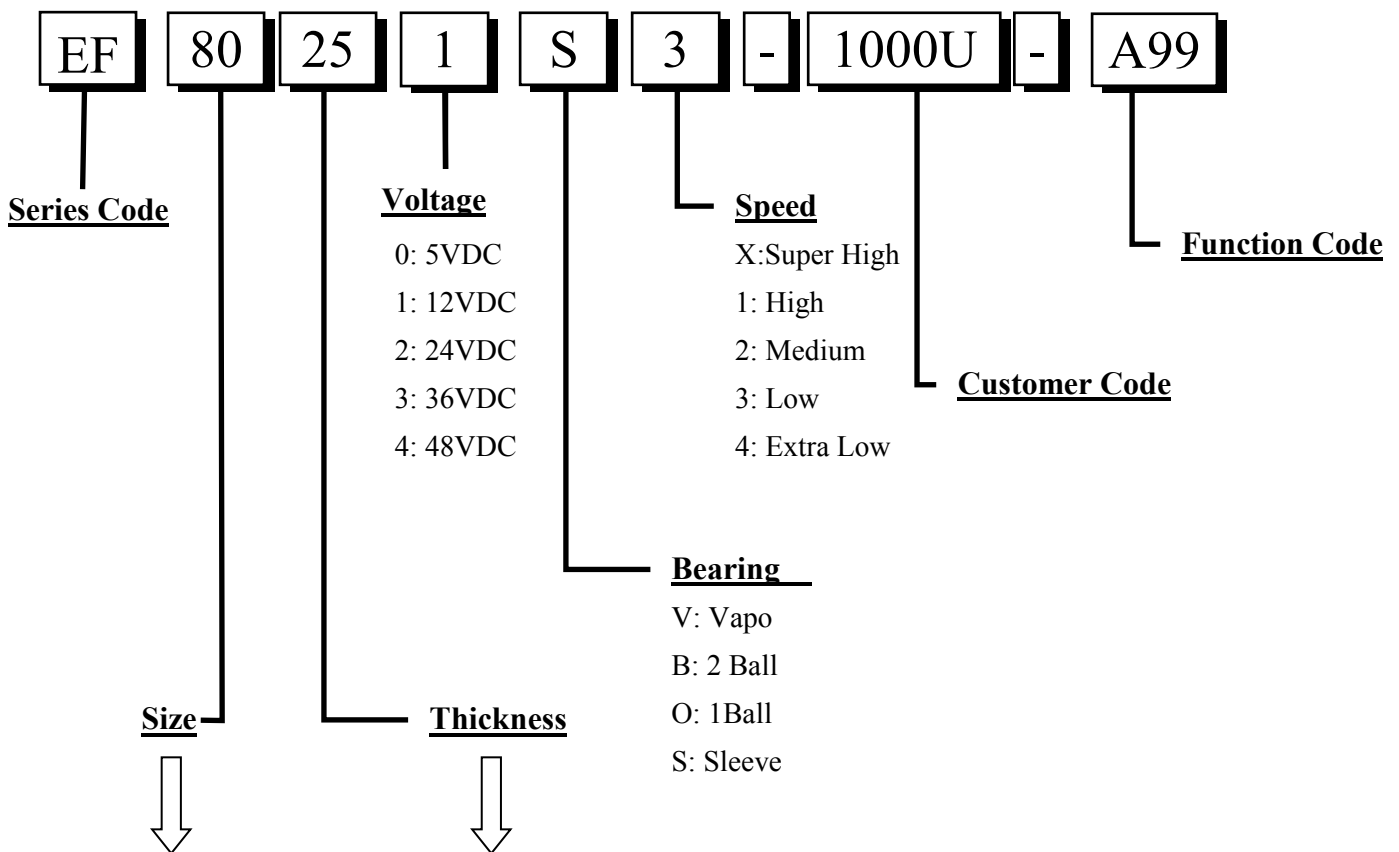 EF 80 25 1 S 3 - 1000U - A99
Series Code
Voltage
0: 5VDC
1: 12VDC
2: 24VDC
3: 36VDC
4: 48VDC
Speed
X:Super High
1: High
2: Medium
3: Low
4: Extra Low
Function Code
Customer Code
Bearing
V: Vapo
B: 2 Ball
O: 1Ball
S: Sleeve
Size
Thickness